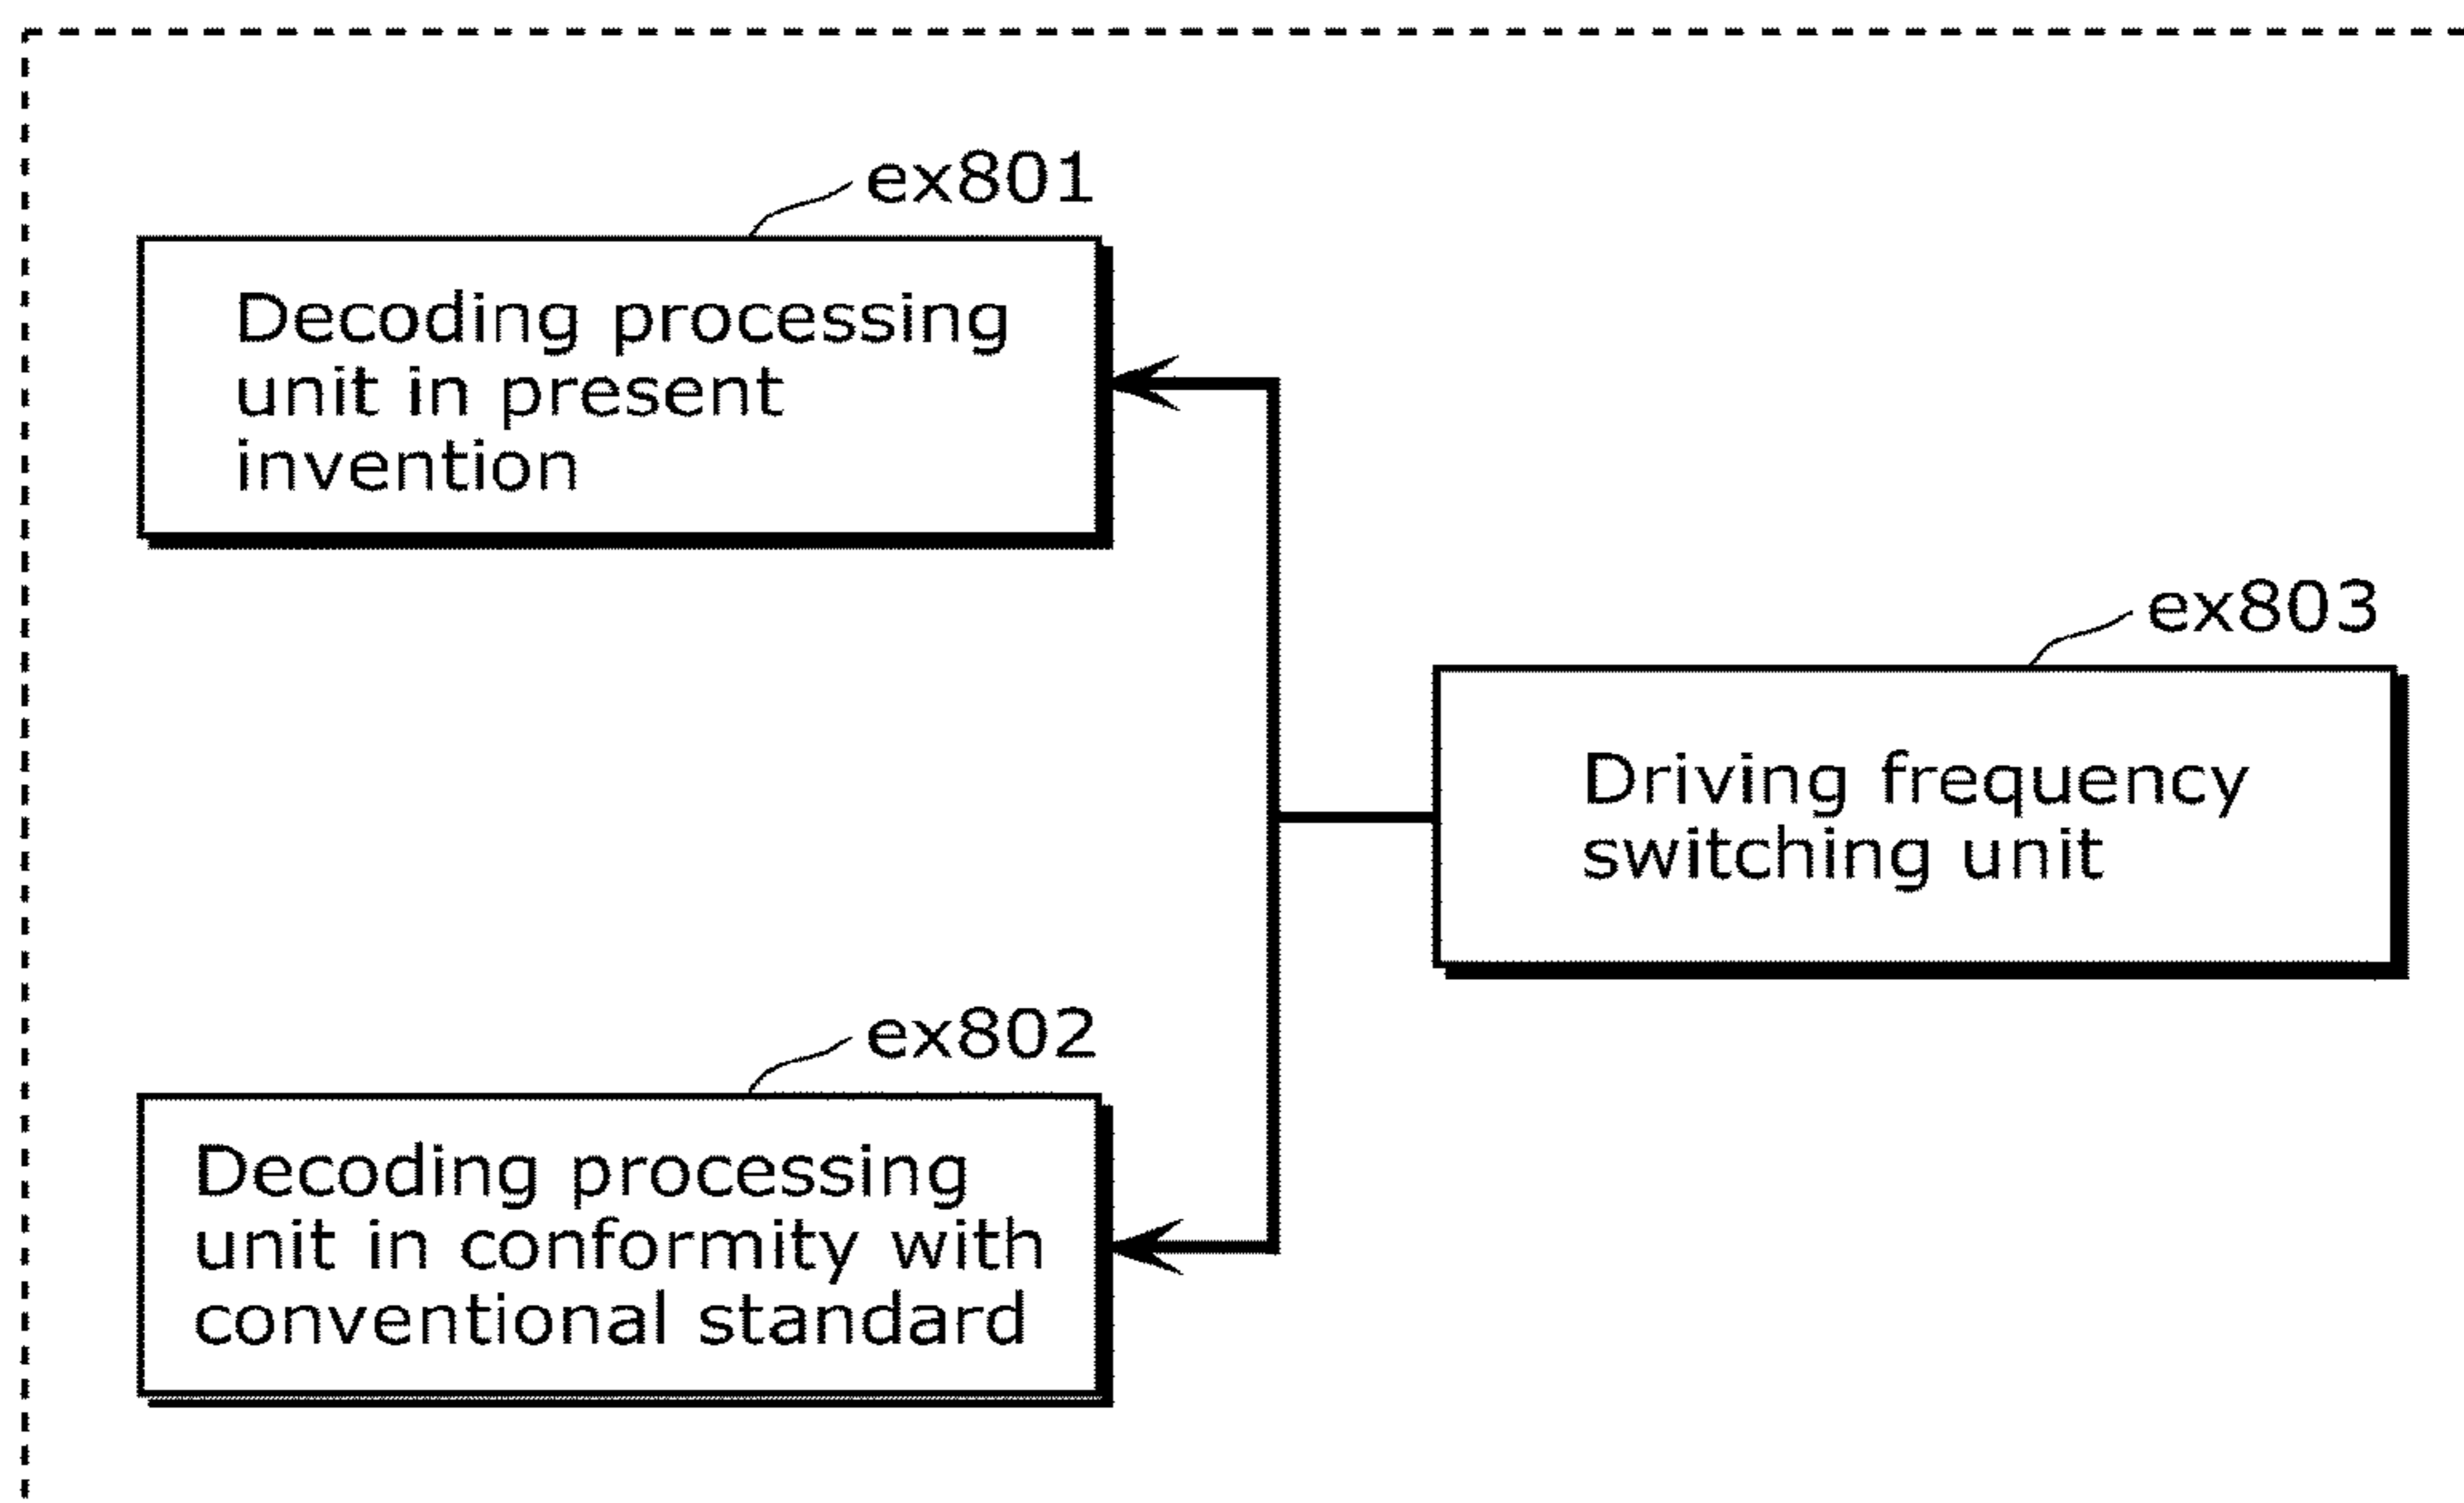 ex801
Decoding processing
unit in present
invention
ex803
Driving frequency
switching unit
ex802
Decoding processing
unit in conformity with
conventional standard